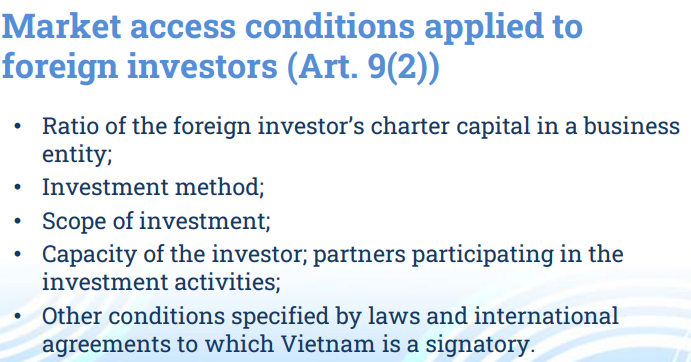 Market access conditions applied to
foreign investors (Art. 9(2))
• Ratio of the foreign investor’s charter capital in a business
entity;
• Investment method;
• Scope of investment;
• Capacity of the investor; partners participating in the
investment activities;
• Other conditions specified by laws and international
agreements to which Vietnam is a signatory.